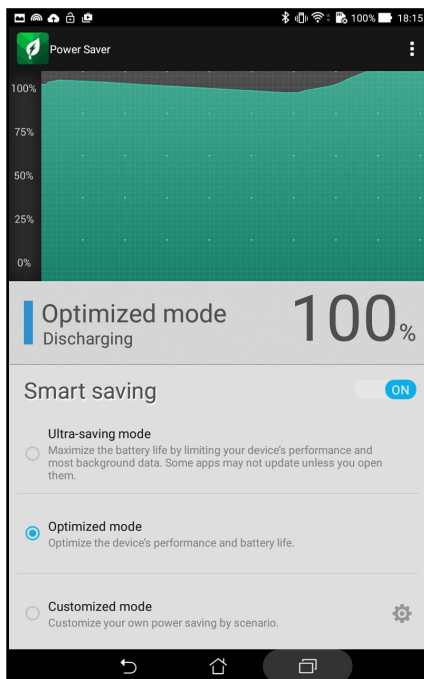 100% 18:15
Power Saver
100%
75%
50%
25%
0%
Optimized mode
Discharging
100%
Smart saving
ON
Ultra-saving mode
Maximize the battery life by limiting your device's performance and
most background data. Some apps may not update unless you open
them.
Optimized mode
Optimize the device's performance and battery life.
Customized mode
Customize your own power saving by scenario.